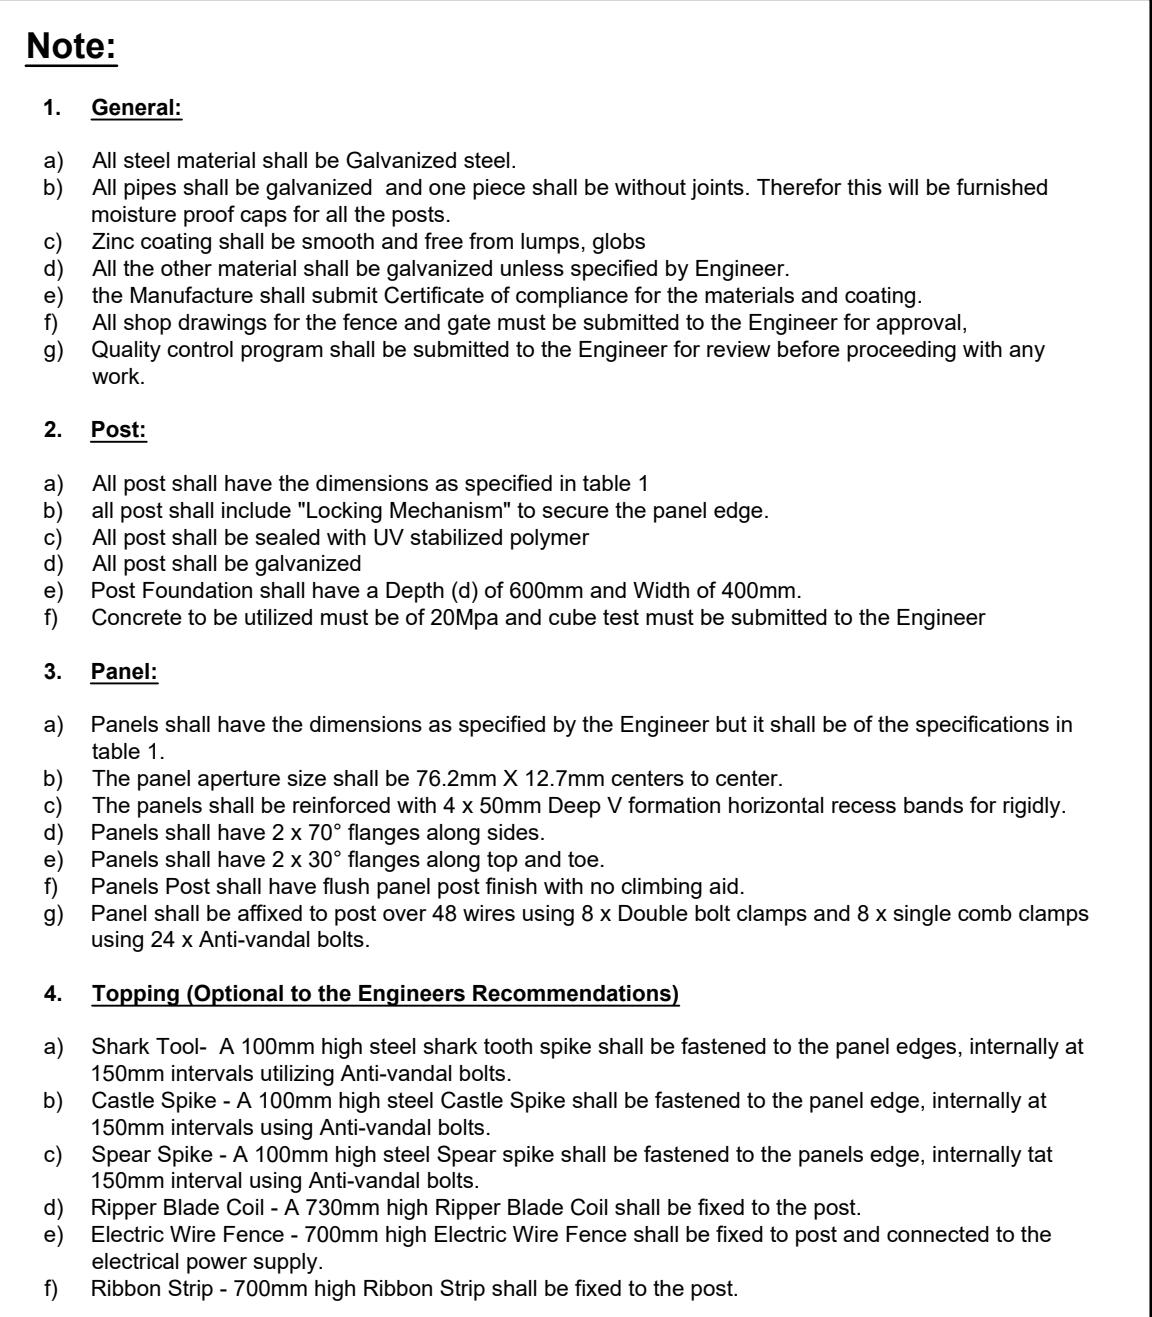 Note:
1. General:
a) All steel material shall be Galvanized steel.
b) All pipes shall be galvanized  and one piece shall be without joints. Therefor this will be furnished
moisture proof caps for all the posts.
c) Zinc coating shall be smooth and free from lumps, globs
d) All the other material shall be galvanized unless specified by Engineer.
e) the Manufacture shall submit Certificate of compliance for the materials and coating.
f) All shop drawings for the fence and gate must be submitted to the Engineer for approval,
g) Quality control program shall be submitted to the Engineer for review before proceeding with any
work.
2. Post:
a) All post shall have the dimensions as specified in table 1
b) all post shall include "Locking Mechanism" to secure the panel edge.
c) All post shall be sealed with UV stabilized polymer
d) All post shall be galvanized
e) Post Foundation shall have a Depth (d) of 600mm and Width of 400mm.
f) Concrete to be utilized must be of 20Mpa and cube test must be submitted to the Engineer
3. Panel:
a) Panels shall have the dimensions as specified by the Engineer but it shall be of the specifications in
table 1.
b) The panel aperture size shall be 76.2mm X 12.7mm centers to center.
c) The panels shall be reinforced with 4 x 50mm Deep V formation horizontal recess bands for rigidly.
d) Panels shall have 2 x 70° flanges along sides.
e) Panels shall have 2 x 30° flanges along top and toe.
f) Panels Post shall have flush panel post finish with no climbing aid.
g) Panel shall be affixed to post over 48 wires using 8 x Double bolt clamps and 8 x single comb clamps
using 24 x Anti-vandal bolts.
4. Topping (Optional to the Engineers Recommendations)
a) Shark Tool-  A 100mm high steel shark tooth spike shall be fastened to the panel edges, internally at
150mm intervals utilizing Anti-vandal bolts.
b) Castle Spike - A 100mm high steel Castle Spike shall be fastened to the panel edge, internally at
150mm intervals using Anti-vandal bolts.
c) Spear Spike - A 100mm high steel Spear spike shall be fastened to the panels edge, internally tat
150mm interval using Anti-vandal bolts.
d) Ripper Blade Coil - A 730mm high Ripper Blade Coil shall be fixed to the post.
e) Electric Wire Fence - 700mm high Electric Wire Fence shall be fixed to post and connected to the
electrical power supply.
f) Ribbon Strip - 700mm high Ribbon Strip shall be fixed to the post.